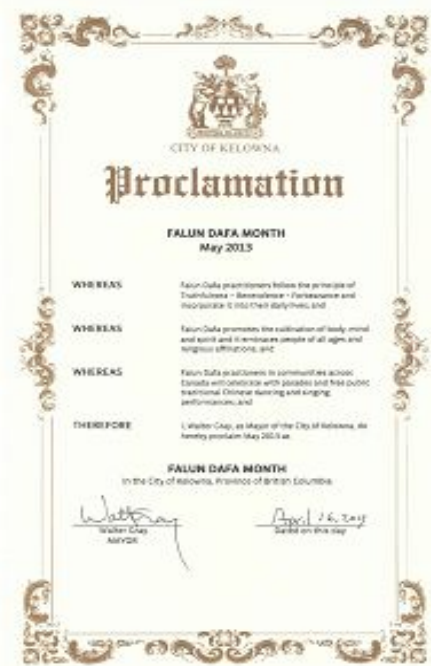 CITY OF KELOWNA
Proclamation
FALUN DAFA MONTH
May 2013
WHEREAS
Falun Dafa practitioners follow the principle of
Truthfulness – Benevolence – Forbearance and
incorporate it into their daily lives; and
WHEREAS
Falun Dafa promotes the cultivation of body, mind
and spirit and it embraces people of all ages and
religious affiliations; and
WHEREAS
Falun Dafa practitioners in communities across
Canada will celebrate with parades and free public
traditional Chinese dancing and singing
performances; and
THEREFORE
I, Walter Gray, as Mayor of the City of Kelowna, do
hereby proclaim May 2013 as
FALUN DAFA MONTH
in the City of Kelowna, Province of British Columbia
Walter Gray
MAYOR
April 16, 2013
Dated on this day